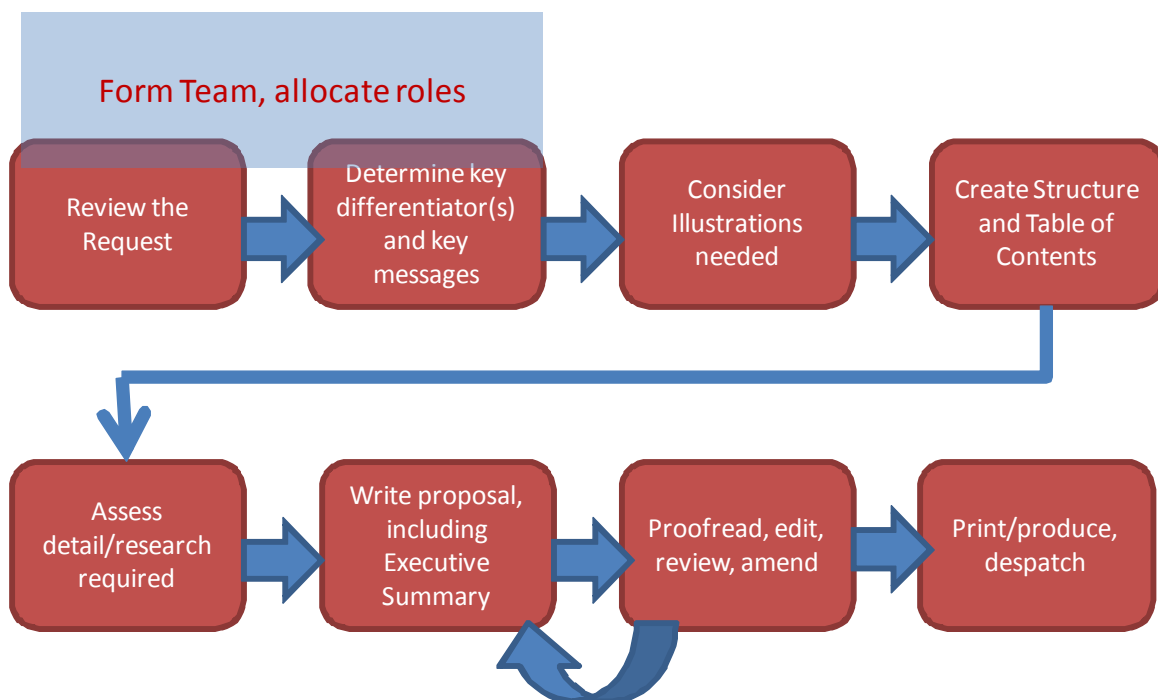 Form Team, allocate roles
Review the
Request
Determine key
differentiator(s)
and key
messages
Consider
Illustrations
needed
Create Structure
and Table of
Contents
Assess
detail/research
required
Write proposal,
including
Executive
Summary
Proofread, edit,
review, amend
Print/produce,
despatch